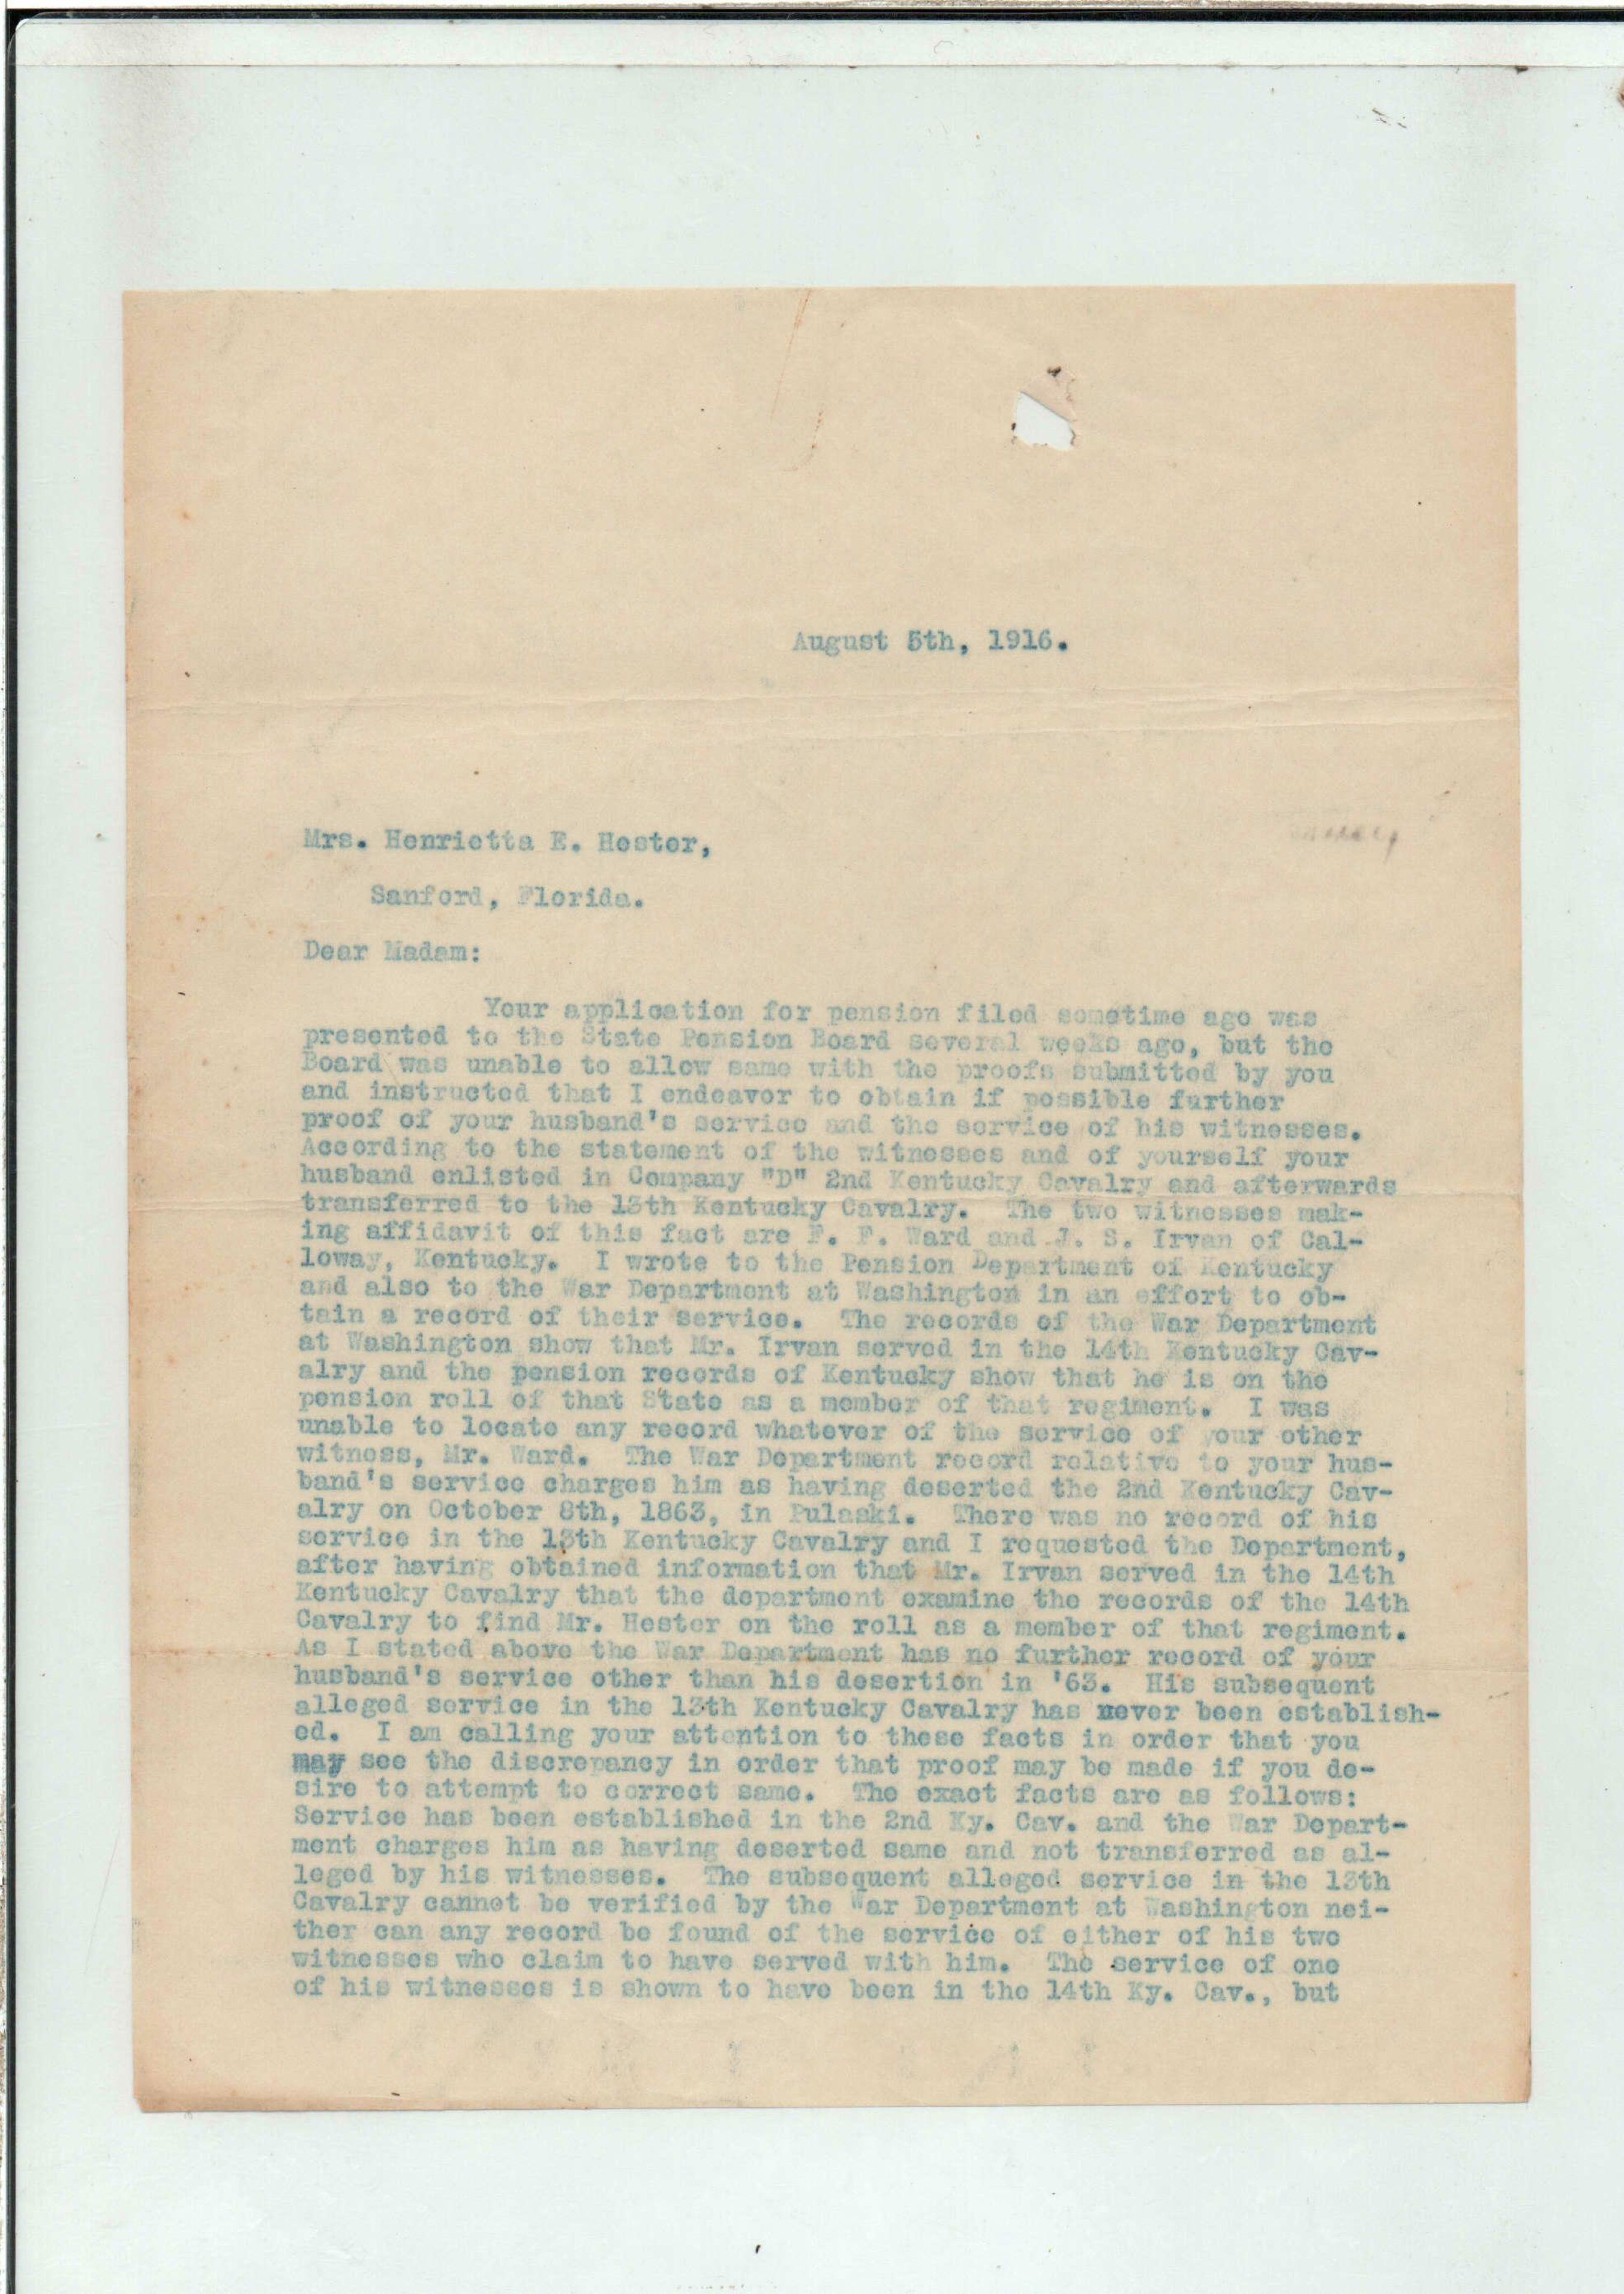 August 5th, 1916.
Mrs. Henrietta E. Hester,
Sanford, Florida.
Dear Madam:
Your application for pension filed sometime ago was
presented to the State Pension Board several weeks ago, but the
Board was unable to allow same with the proofs submitted by you
and instructed that I endeavor to obtain if possible further
proof of your husband's service and the service of his witnesses.
According to the statement of the witnesses and of yourself your
husband enlisted in Company "D" 2nd Kentucky Cavalry and afterwards
transferred to the 13th Kentucky Cavalry. The two witnesses mak-
ing affidavit of this fact are F. F. Ward and J. S. Irvan of Cal-
loway, Kentucky. I wrote to the Pension Department of Kentucky
and also to the War Department at Washington in an effort to ob-
tain a record of their service. The records of the War Department
at Washington show that Mr. Irvan served in the 14th Kentucky Cav-
alry and the pension records of Kentucky show that he is on the
pension roll of that State as a member of that regiment. I was
unable to locate any record whatever of the service of your other
witness, Mr. Ward. The War Department record relative to your hus-
band's service charges him as having deserted the 2nd Kentucky Cav-
alry on October 8th, 1863, in Pulaski. There was no record of his
service in the 13th Kentucky Cavalry and I requested the Department,
after having obtained information that Mr. Irvan served in the 14th
Kentucky Cavalry that the department examine the records of the 14th
Cavalry to find Mr. Hester on the roll as a member of that regiment.
As I stated above the War Department has no further record of your
husband's service other than his desertion in '63. His subsequent
alleged service in the 13th Kentucky Cavalry has never been establish-
ed. I am calling your attention to these facts in order that you
may see the discrepancy in order that proof may be made if you de-
sire to attempt to correct same. The exact facts are as follows:
Service has been established in the 2nd Ky. Cav. and the War Depart-
ment charges him as having deserted same and not transferred as al-
leged by his witnesses. The subsequent alleged service in the 13th
Cavalry cannot be verified by the War Department at Washington nei-
ther can any record be found of the service of either of his two
witnesses who claim to have served with him. The service of one
of his witnesses is shown to have been in the 14th Ky. Cav., but